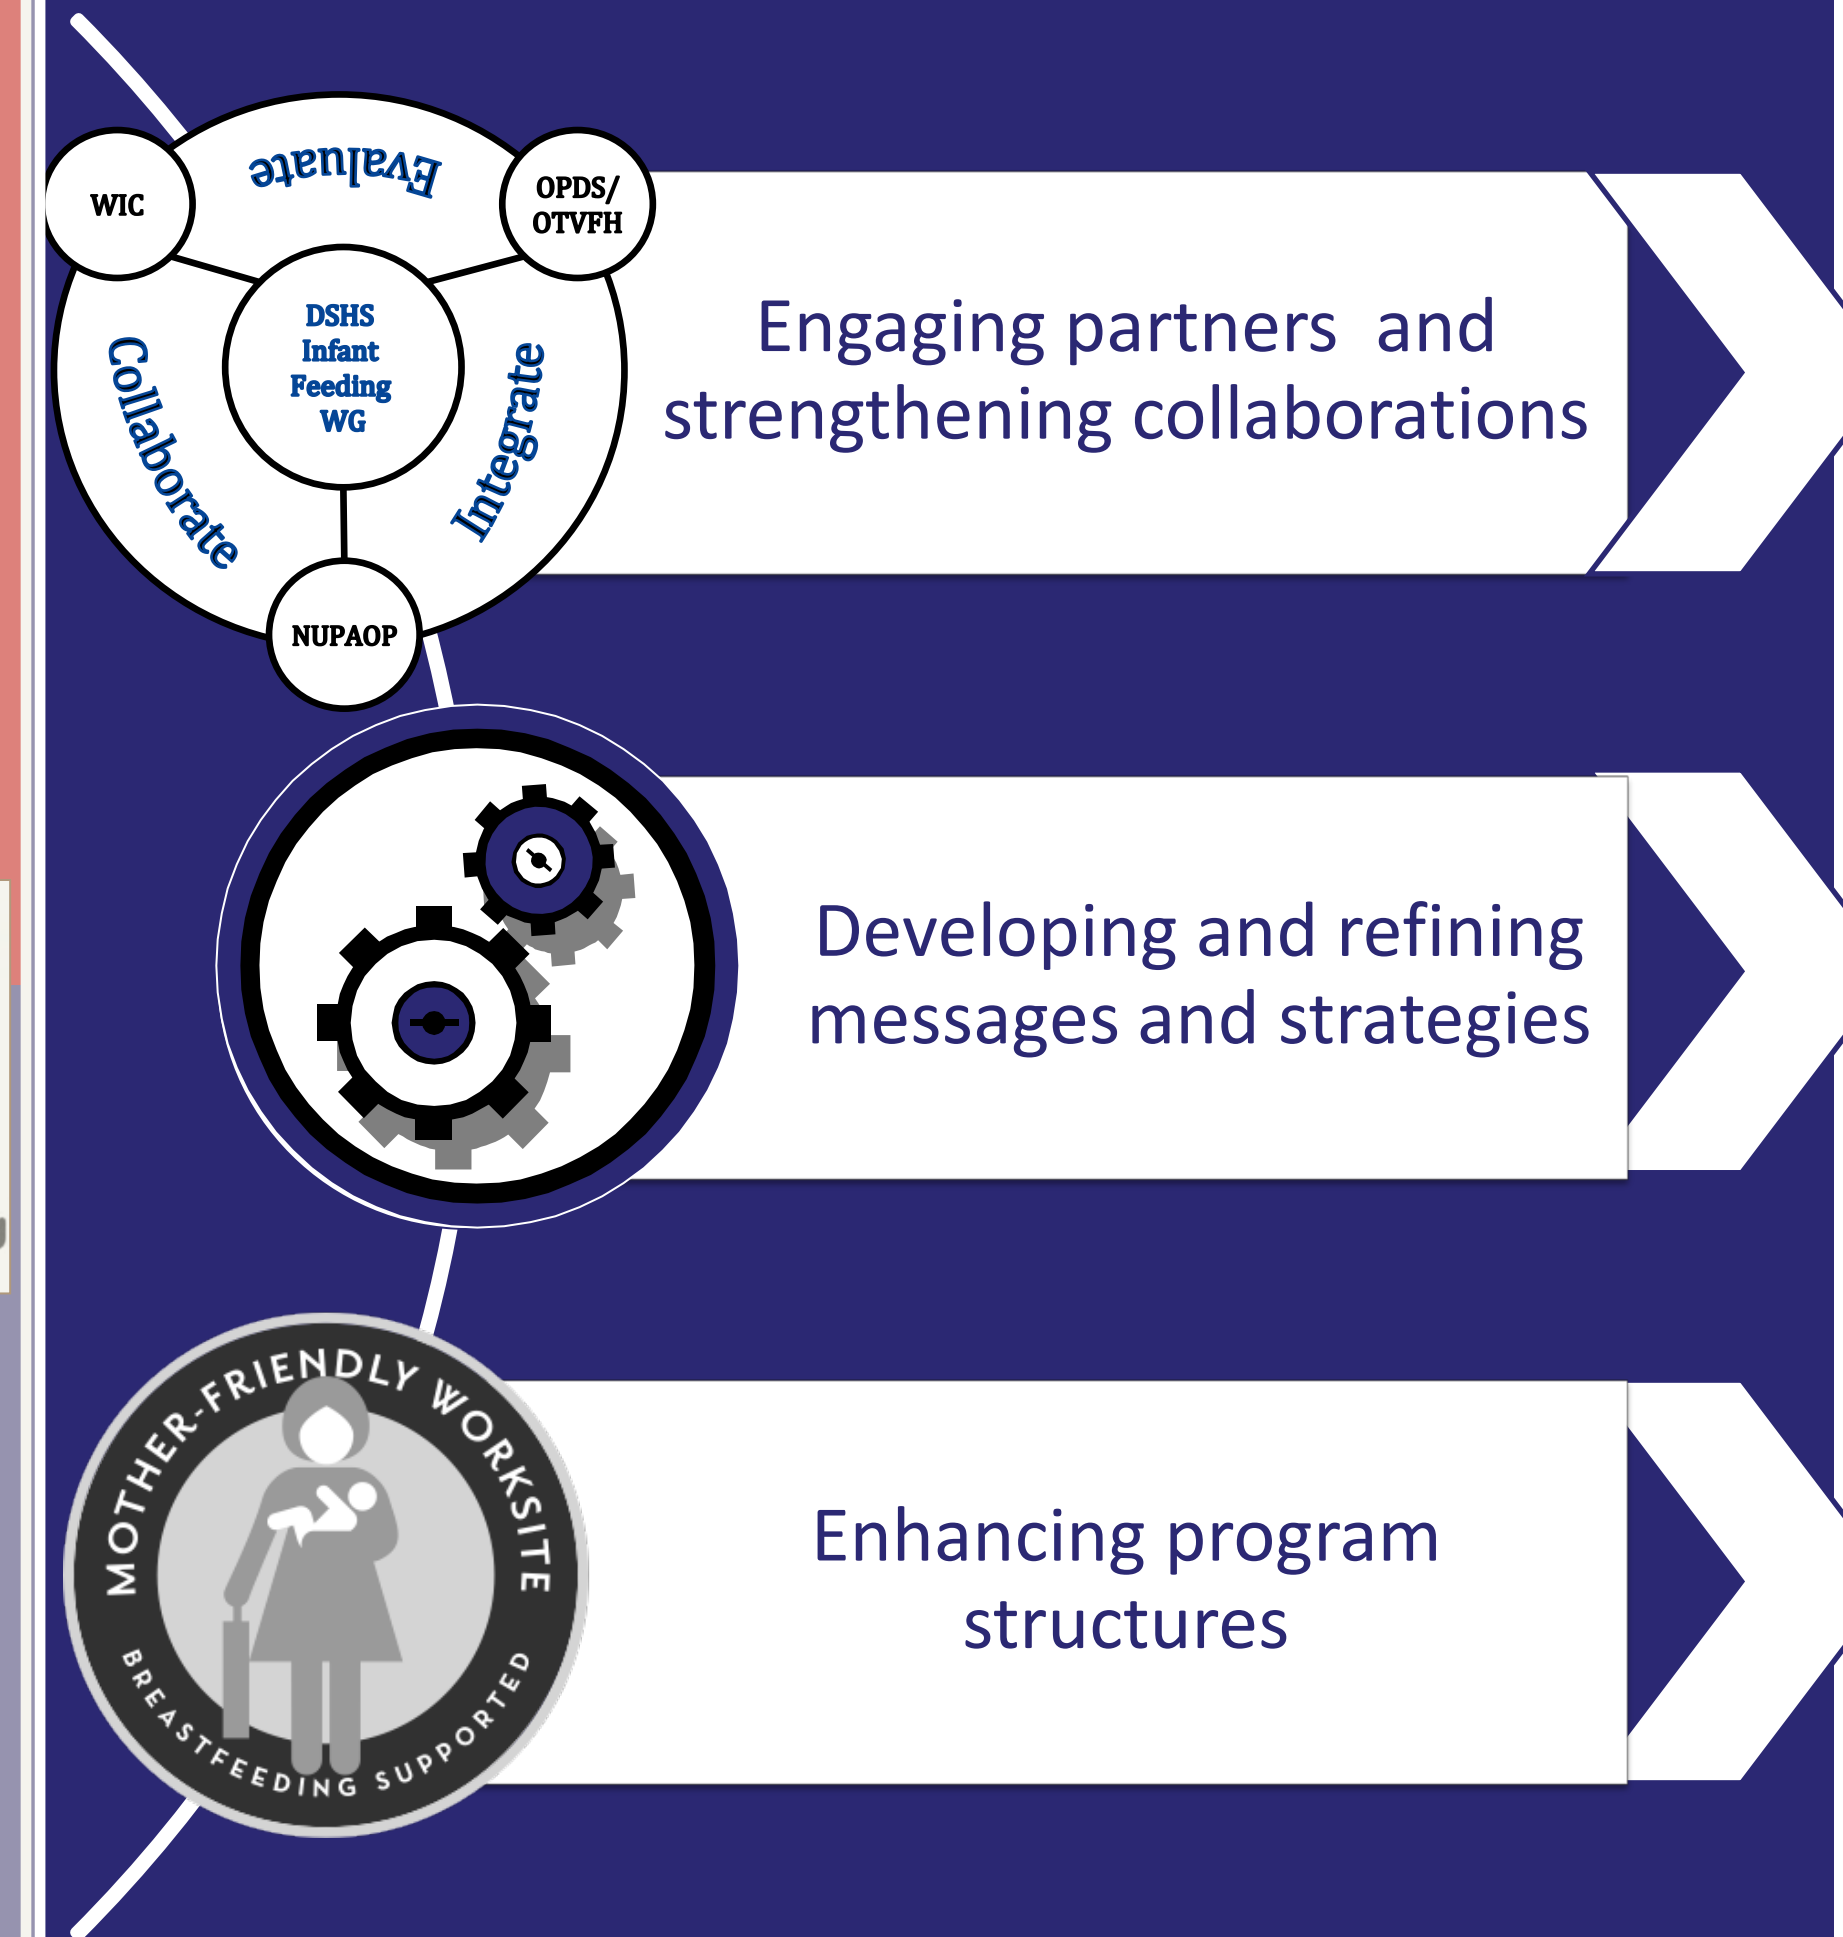 Evaluate
WIC
OPDS/
OTVFH
DSHS
Infant
Feeding
WG
Collaborate
Integrate
NUPAOP
Engaging partners and
strengthening collaborations
Developing and refining
messages and strategies
MOTHER-FRIENDLY WORKSITE
BREASTFEEDING SUPPORTED
Enhancing program
structures